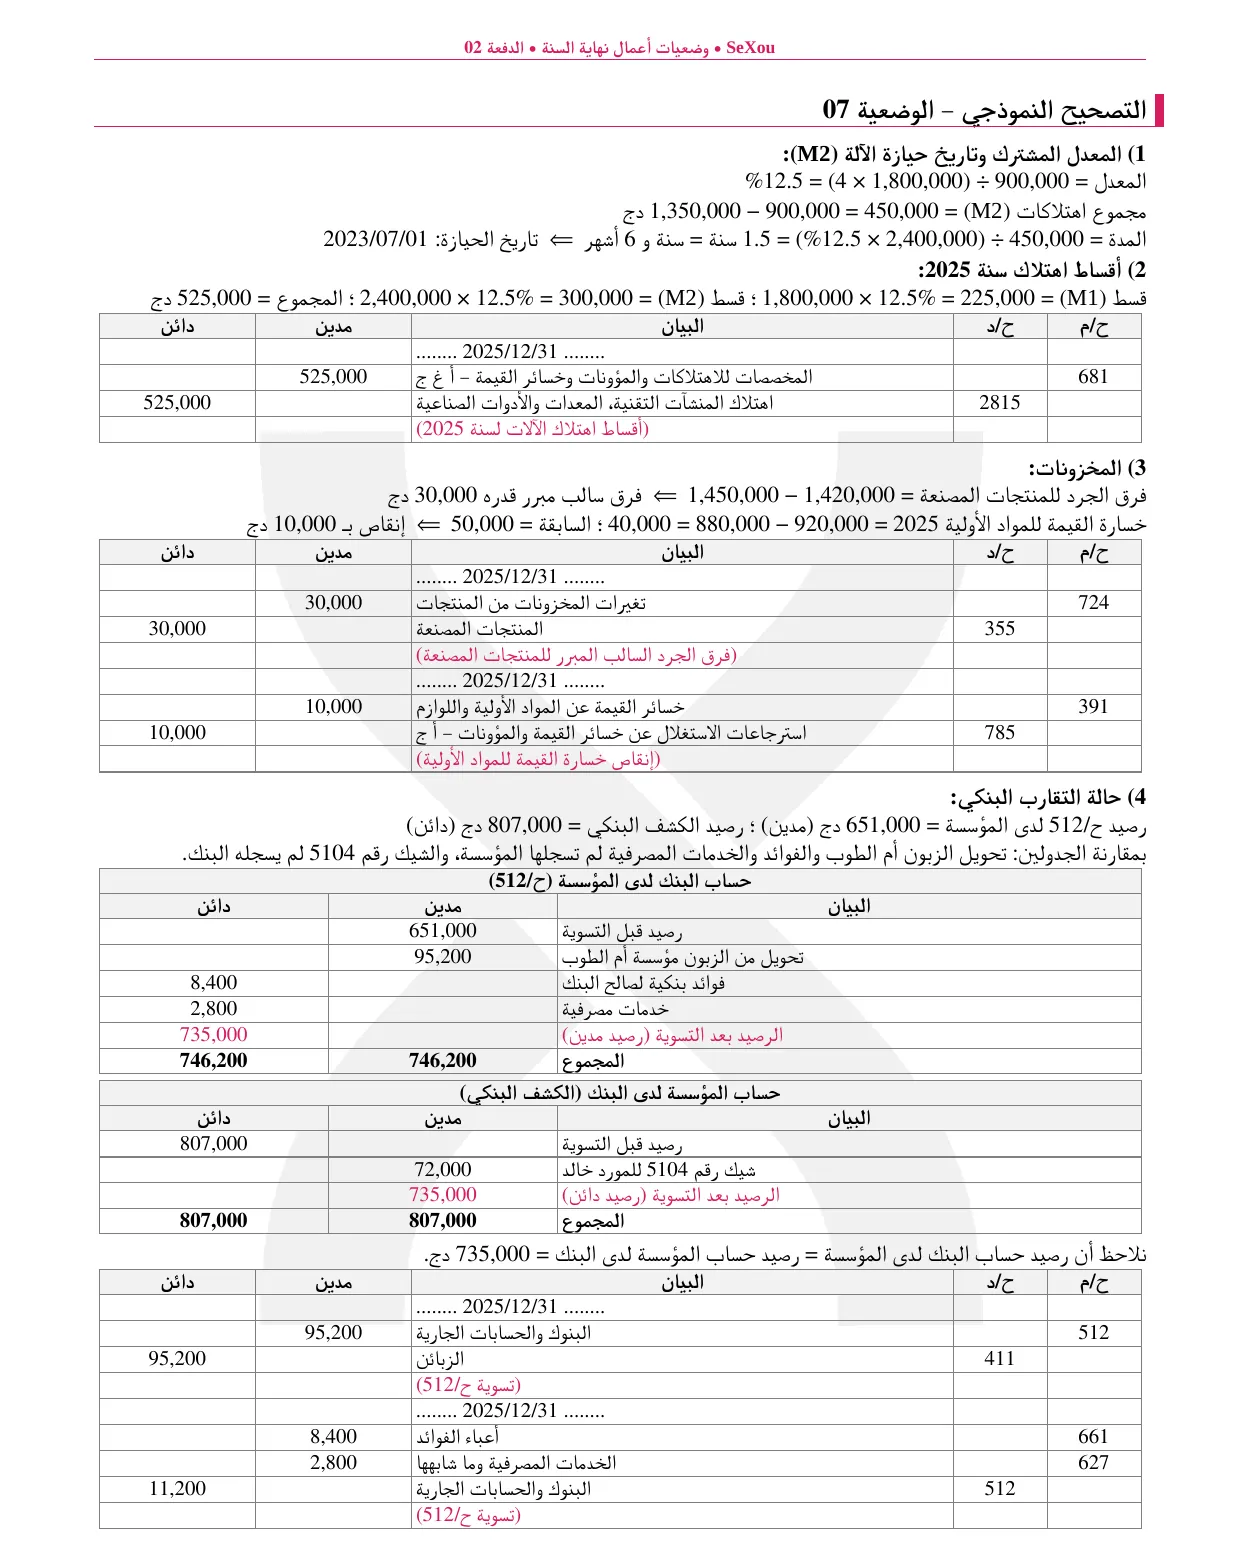 SeXou • وضعيات أعمال نهاية السنة • الدفعة 02
التصحيح النموذجي – الوضعية 07
1) المعدل المشترك وتاريخ حيازة الآلة (M2):
المعدل = 900,000 ÷ (1,800,000 × 4) = 12.5%
مجموع اهتلاكات (M2) = 1,350,000 − 900,000 = 450,000 دج
المدة = 450,000 ÷ (2,400,000 × 12.5%) = 1.5 سنة = سنة و 6 أشهر ⇐ تاريخ الحيازة: 2023/07/01
2) أقساط اهتلاك سنة 2025:
قسط (M1) = 1,800,000 × 12.5% = 225,000 ؛ قسط (M2) = 2,400,000 × 12.5% = 300,000 ؛ المجموع = 525,000 دج
ح/م ح/د البيان مدين دائن
........ 2025/12/31 ........
681 المخصصات للاهتلاكات والمؤونات وخسائر القيمة – أ غ ج 525,000
2815 اهتلاك المنشآت التقنية، المعدات والأدوات الصناعية 525,000
(أقساط اهتلاك الآلات لسنة 2025)
3) المخزونات:
فرق الجرد للمنتجات المصنعة = 1,420,000 − 1,450,000 ⇐ فرق سالب مبرر قدره 30,000 دج
خسارة القيمة للمواد الأولية 2025 = 920,000 − 880,000 = 40,000 ؛ السابقة = 50,000 ⇐ إنقاص بـ 10,000 دج
ح/م ح/د البيان مدين دائن
........ 2025/12/31 ........
724 تغيرات المخزونات من المنتجات 30,000
355 المنتجات المصنعة 30,000
(فرق الجرد السالب المبرر للمنتجات المصنعة)
........ 2025/12/31 ........
391 خسائر القيمة عن المواد الأولية واللوازم 10,000
785 استرجاعات الاستغلال عن خسائر القيمة والمؤونات – أ ج 10,000
(إنقاص خسارة القيمة للمواد الأولية)
4) حالة التقارب البنكي:
رصيد ح/512 لدى المؤسسة = 651,000 دج (مدين) ؛ رصيد الكشف البنكي = 807,000 دج (دائن)
بمقارنة الجدولين: تحويل الزبون أم الطوب والفوائد والخدمات المصرفية لم تسجلها المؤسسة، والشيك رقم 5104 لم يسجله البنك.
حساب البنك لدى المؤسسة (ح/512)
البيان مدين دائن
رصيد قبل التسوية 651,000
تحويل من الزبون مؤسسة أم الطوب 95,200
فوائد بنكية لصالح البنك 8,400
خدمات مصرفية 2,800
الرصيد بعد التسوية (رصيد مدين) 735,000
المجموع 746,200 746,200
حساب المؤسسة لدى البنك (الكشف البنكي)
البيان مدين دائن
رصيد قبل التسوية 807,000
شيك رقم 5104 للمورد خالد 72,000
الرصيد بعد التسوية (رصيد دائن) 735,000
المجموع 807,000 807,000
نلاحظ أن رصيد حساب البنك لدى المؤسسة = رصيد حساب المؤسسة لدى البنك = 735,000 دج.
ح/م ح/د البيان مدين دائن
........ 2025/12/31 ........
512 البنوك والحسابات الجارية 95,200
411 الزبائن 95,200
(تسوية ح/512)
........ 2025/12/31 ........
661 أعباء الفوائد 8,400
627 الخدمات المصرفية وما شابهها 2,800
512 البنوك والحسابات الجارية 11,200
(تسوية ح/512)